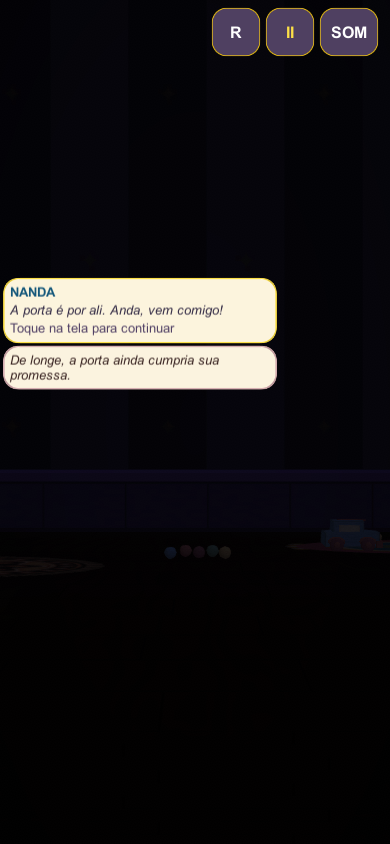 R
II
SOM
NANDA
A porta é por ali. Anda, vem comigo!
Toque na tela para continuar
De longe, a porta ainda cumpria sua
promessa.